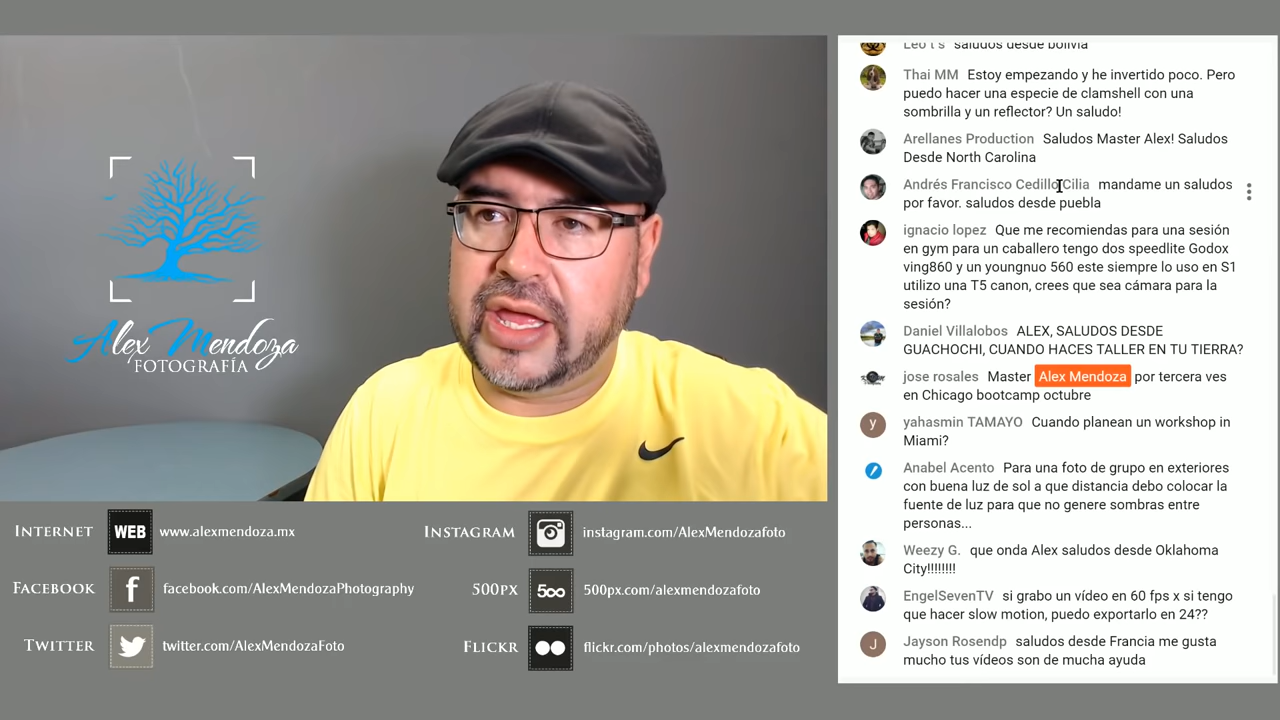 Alex Mendoza
FOTOGRAFÍA
INTERNET WEB www.alexmendoza.mx
FACEBOOK f facebook.com/AlexMendozaPhotography
TWITTER twitter.com/AlexMendozaFoto
INSTAGRAM instagram.com/AlexMendozafoto
500PX 500 500px.com/alexmendozafoto
FLICKR flickr.com/photos/alexmendozafoto
saludos desde bolivia
Thai MM Estoy empezando y he invertido poco. Pero
puedo hacer una especie de clamshell con una
sombrilla y un reflector? Un saludo!
Arellanes Production Saludos Master Alex! Saludos
Desde North Carolina
Andrés Francisco Cedillo Cilia mandame un saludos
por favor. saludos desde puebla
ignacio lopez Que me recomiendas para una sesión
en gym para un caballero tengo dos speedlite Godox
ving860 y un youngnuo 560 este siempre lo uso en S1
utilizo una T5 canon, crees que sea cámara para la
sesión?
Daniel Villalobos ALEX, SALUDOS DESDE
GUACHOCHI, CUANDO HACES TALLER EN TU TIERRA?
jose rosales Master Alex Mendoza por tercera ves
en Chicago bootcamp octubre
y yahasmin TAMAYO Cuando planean un workshop in
Miami?
Anabel Acento Para una foto de grupo en exteriores
con buena luz de sol a que distancia debo colocar la
fuente de luz para que no genere sombras entre
personas...
Weezy G. que onda Alex saludos desde Oklahoma
City!!!!!!!!
EngelSevenTV si grabo un vídeo en 60 fps x si tengo
que hacer slow motion, puedo exportarlo en 24??
J Jayson Rosendp saludos desde Francia me gusta
mucho tus vídeos son de mucha ayuda